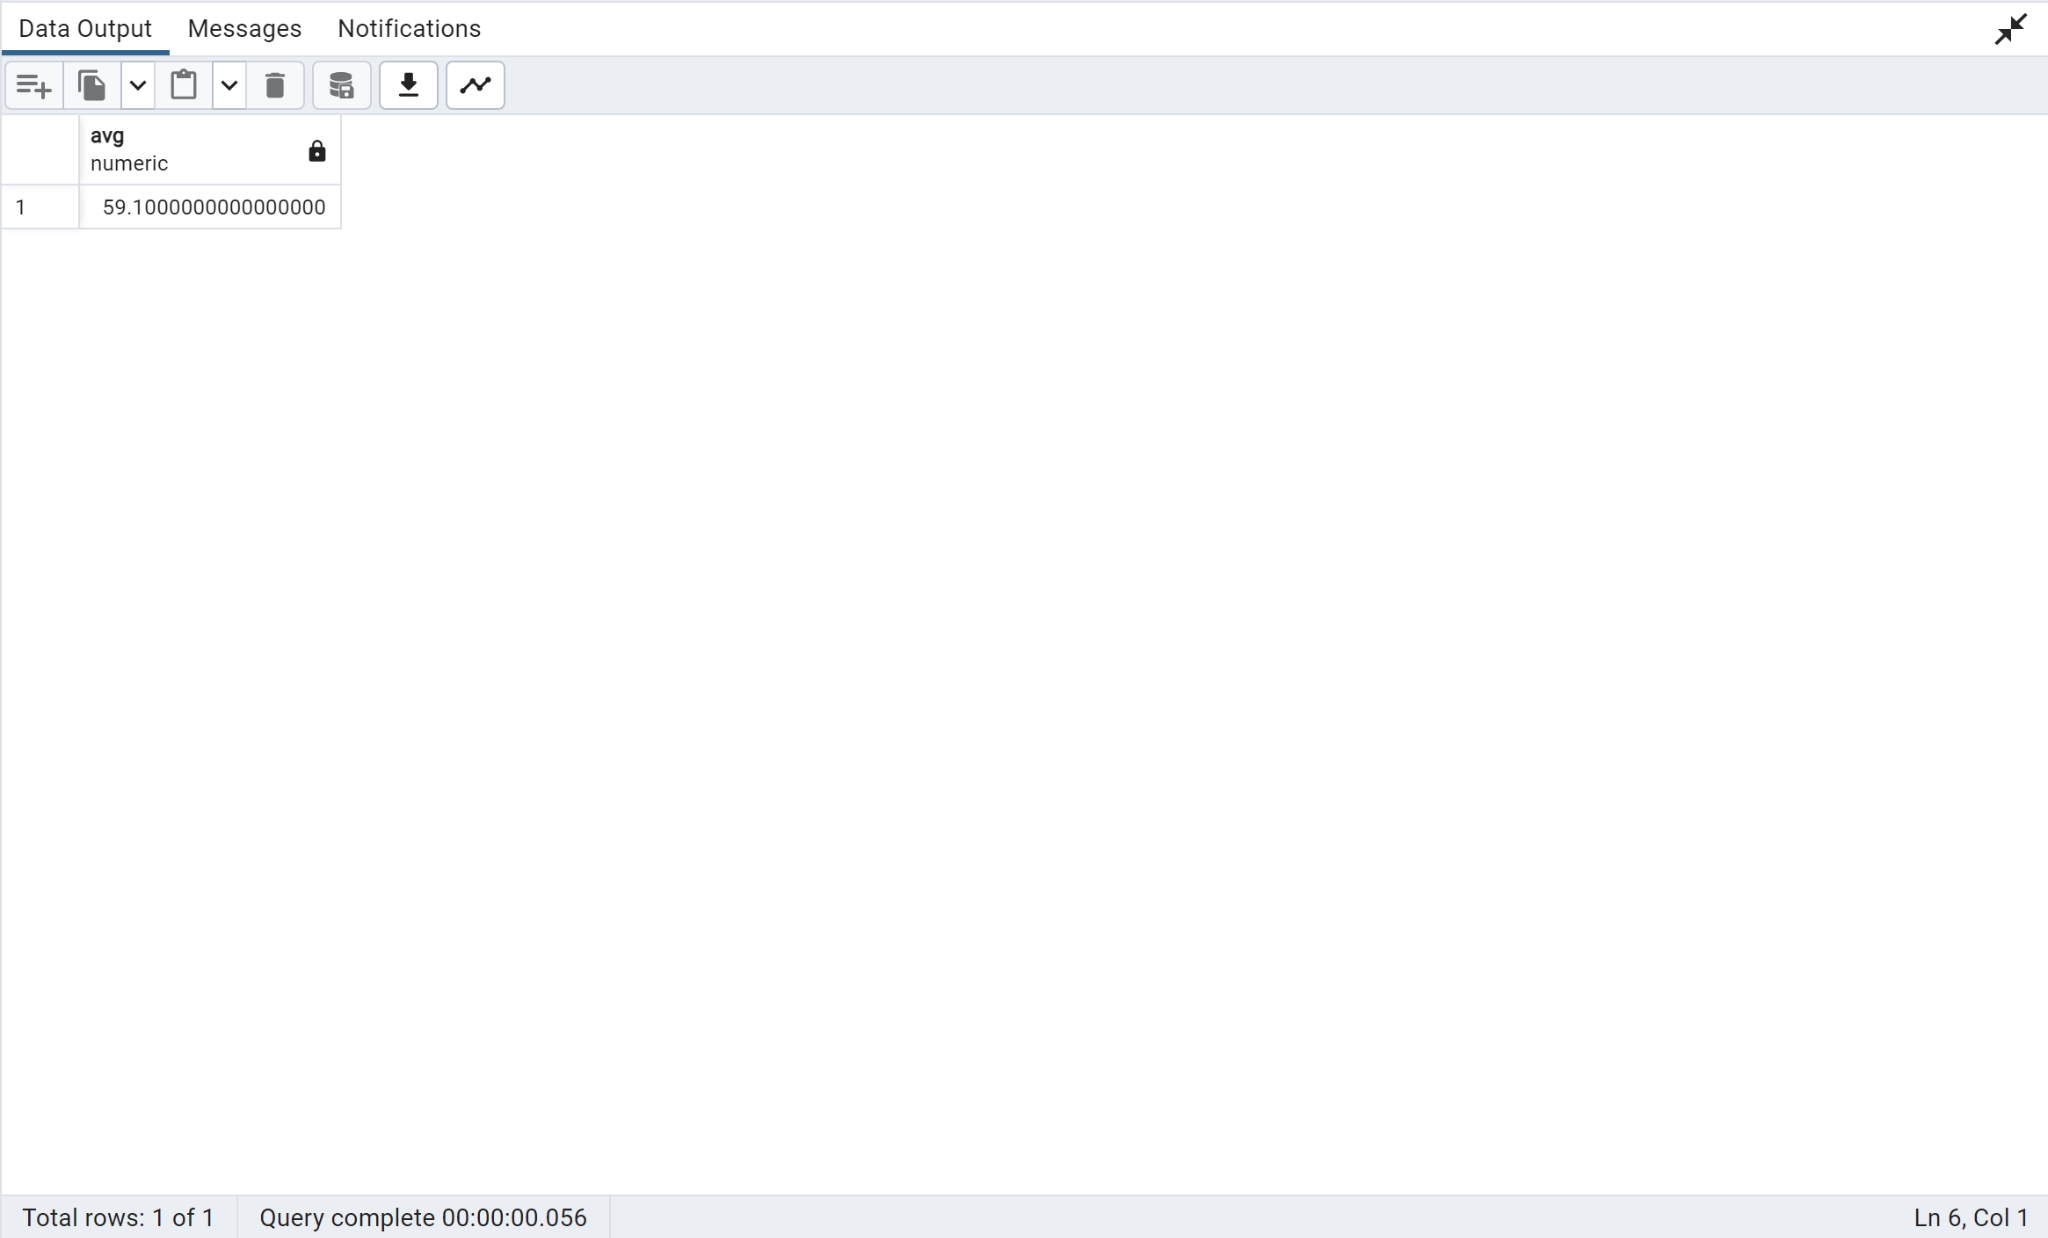 Data Output Messages Notifications
avg
numeric
1 59.1000000000000000
Total rows: 1 of 1 Query complete 00:00:00.056 Ln 6, Col 1